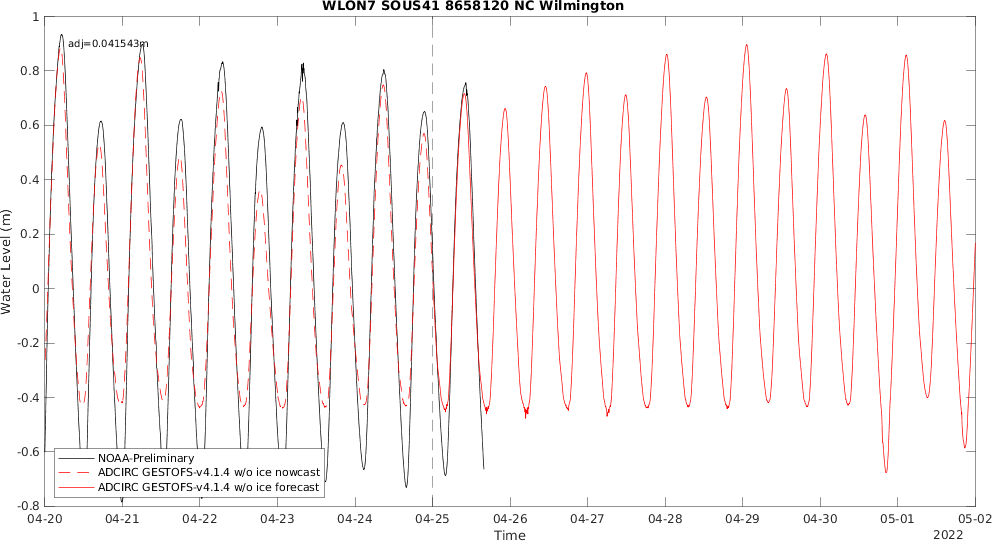 WLON7 SOUS41 8658120 NC Wilmington
adj=0.041543m
Water Level (m)
1
0.8
0.6
0.4
0.2
0
-0.2
-0.4
-0.6
-0.8
NOAA-Preliminary
ADCIRC GESTOFS-v4.1.4 w/o ice nowcast
ADCIRC GESTOFS-v4.1.4 w/o ice forecast
04-20 04-21 04-22 04-23 04-24 04-25 04-26 04-27 04-28 04-29 04-30 05-01 05-02
Time
2022